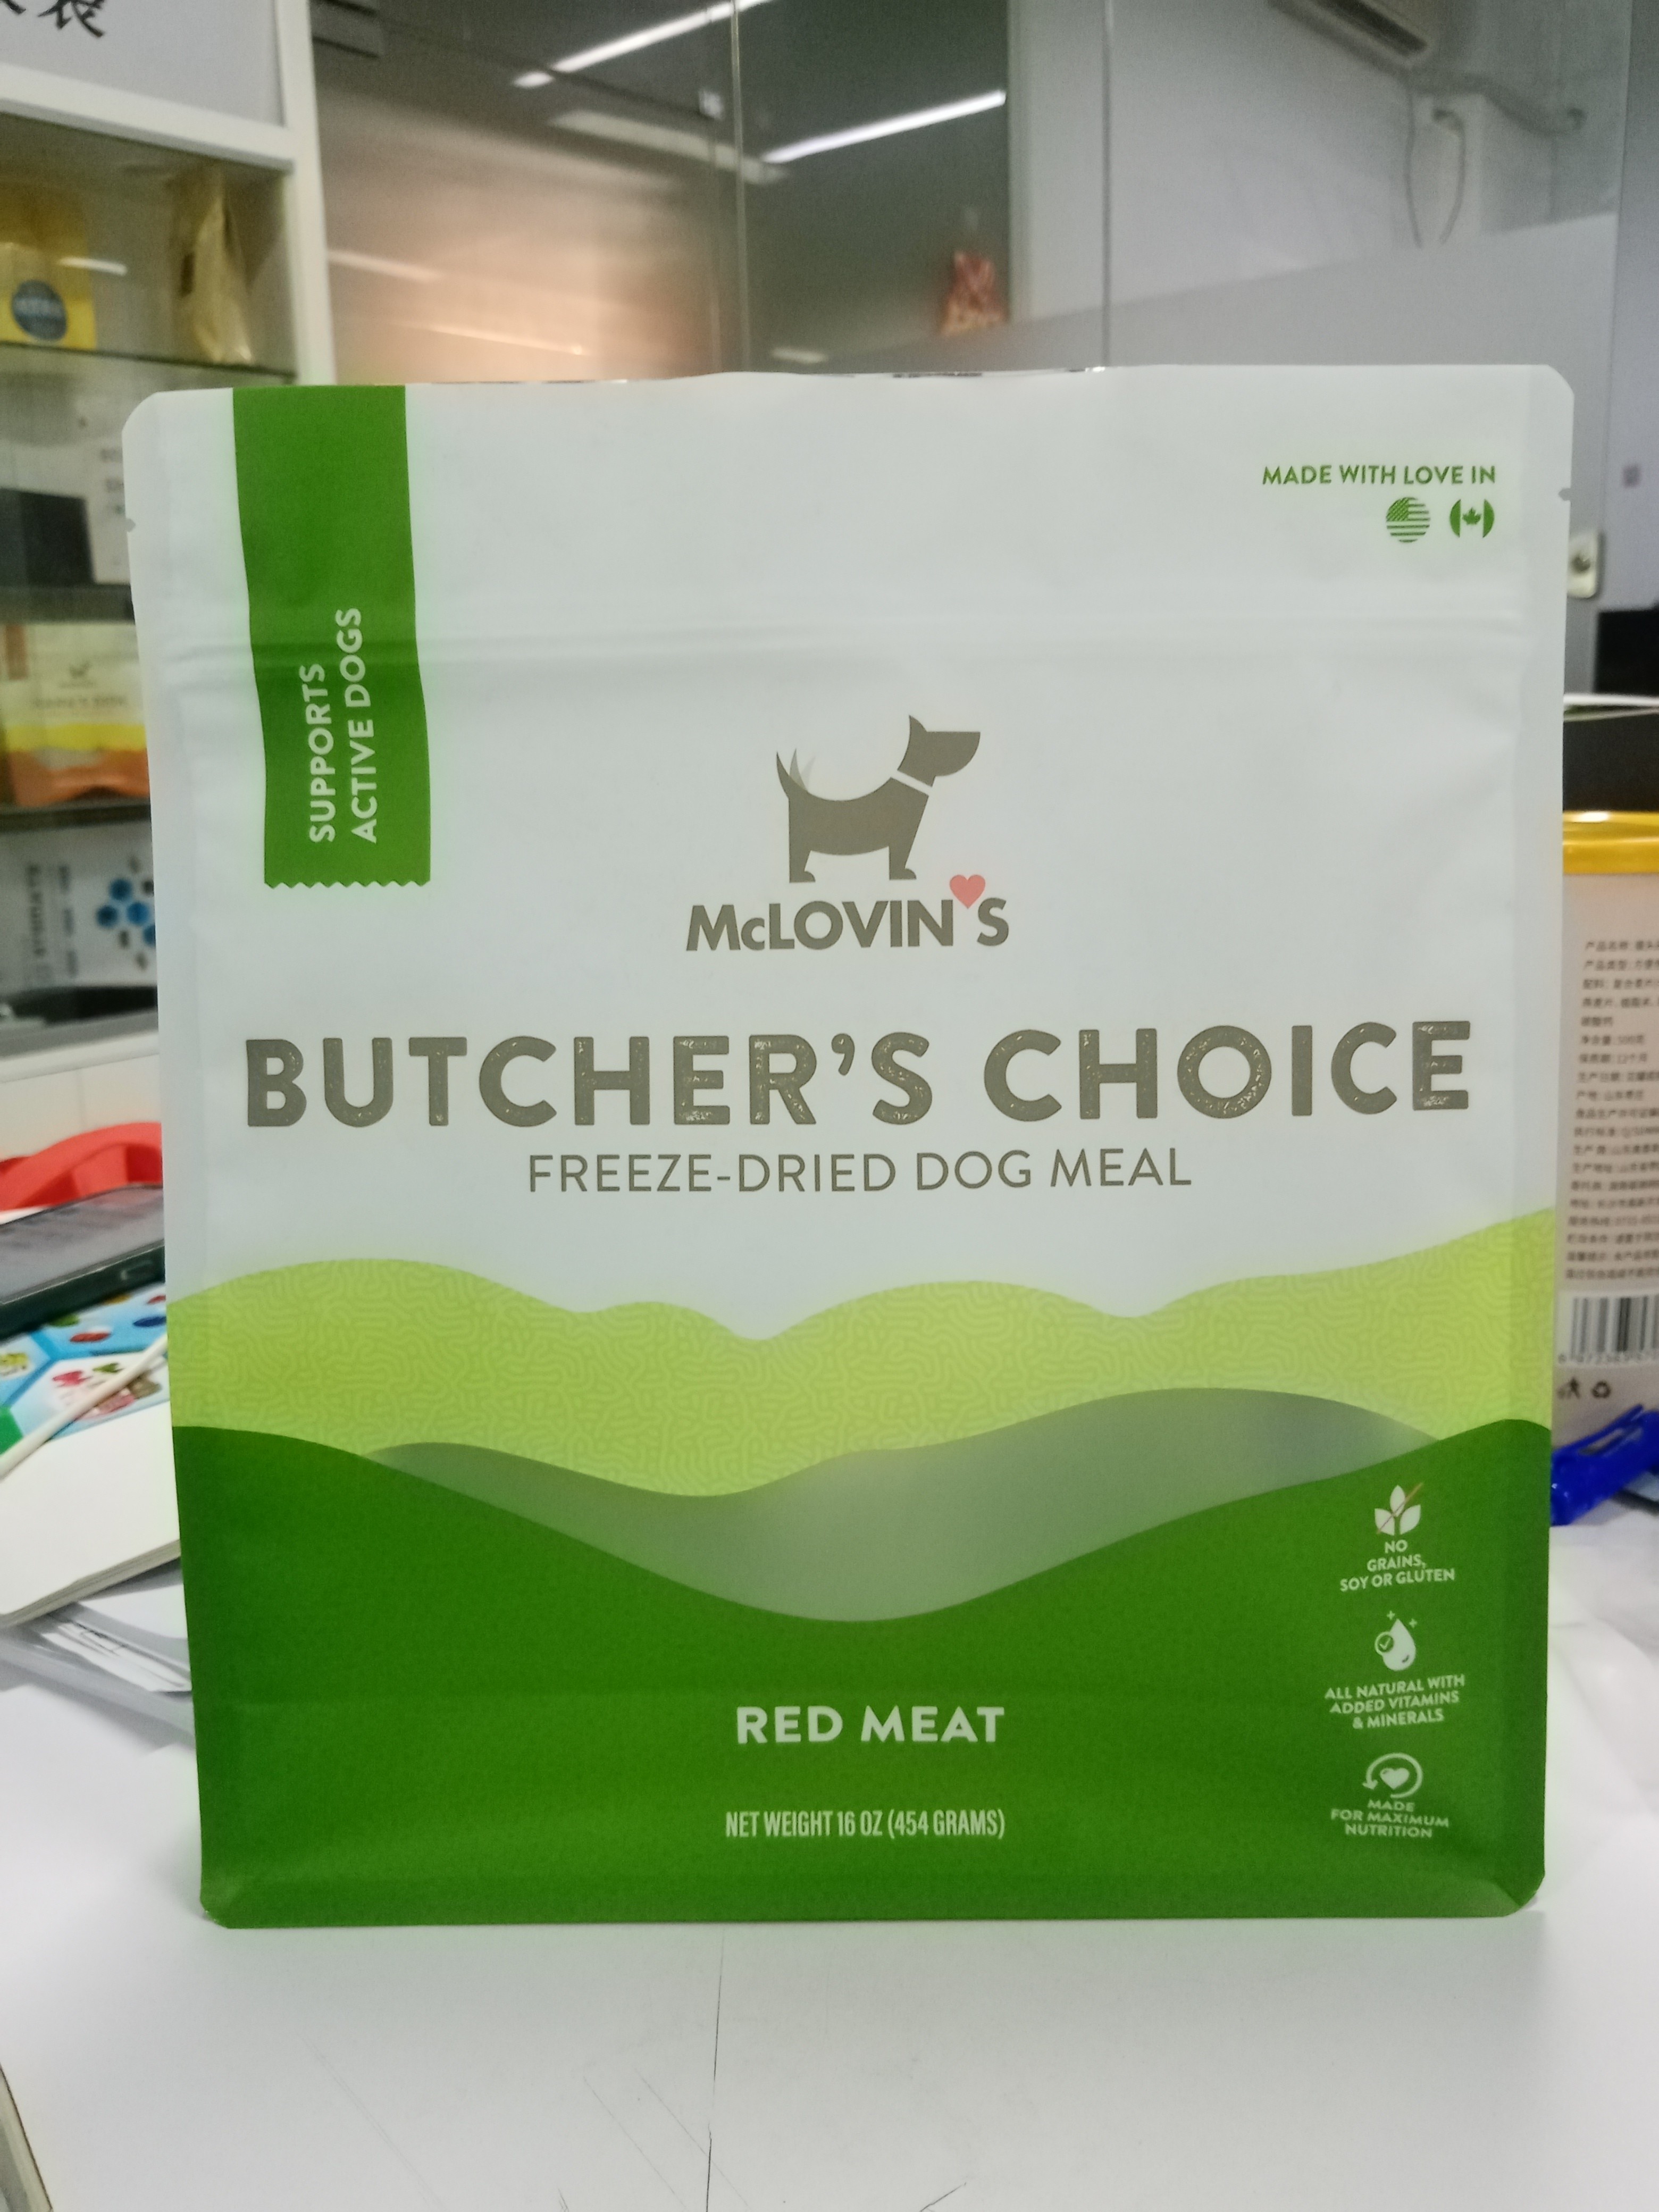 MADE WITH LOVE IN
SUPPORTS
ACTIVE DOGS
McLOVIN'S
BUTCHER'S CHOICE
FREEZE-DRIED DOG MEAL
NO
GRAINS,
SOY OR GLUTEN
ALL NATURAL WITH
ADDED VITAMINS
& MINERALS
RED MEAT
MADE
FOR MAXIMUM
NUTRITION
NET WEIGHT 16 OZ (454 GRAMS)